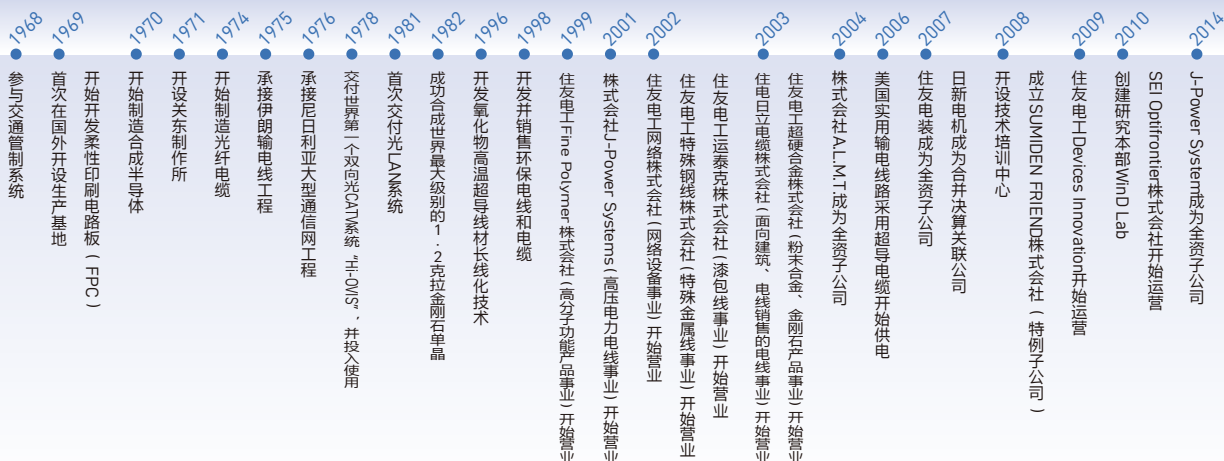 1968
参与交通管制系统
1969
首次在国外开设生产基地
开始开发柔性印刷电路板(FPC)
1970
开始制造合成半导体
1971
开设关东制作所
1974
开始制造光纤电缆
1975
承接伊朗输电线工程
1976
承接尼日利亚大型通信网工程
1978
交付世界第一个双向光CATV系统“Hi-OVIS”,并投入使用
1981
首次交付光LAN系统
1982
成功合成世界最大级别的1.2克拉金刚石单晶
1996
开发氧化物高温超导线材长线化技术
1998
开发并销售环保电线和电缆
1999
住友电工Fine Polymer株式会社(高分子功能产品事业)开始营业
2001
株式会社J-Power Systems(高压电力电线事业)开始营业
2002
住友电工网络株式会社(网络设备事业)开始营业
住友电工特殊钢线株式会社(特殊金属线事业)开始营业
住友电工运泰克株式会社(漆包线事业)开始营业
2003
住电日立电缆株式会社(面向建筑、电线销售的电线事业)开始营业
住友电工超硬合金株式会社(粉末合金、金刚石产品事业)开始营业
2004
株式会社A.L.M.T.成为全资子公司
2006
美国实用输电线路采用超导电缆开始供电
2007
住友电装成为全资子公司
日新电机成为合并决算关联公司
2008
开设技术培训中心
成立SUMIDEN FRIEND株式会社(特例子公司)
2009
住友电工Devices Innovation开始运营
2010
创建研究本部WinD Lab
SEI Optifrontier株式会社开始运营
2014
J-Power System成为全资子公司